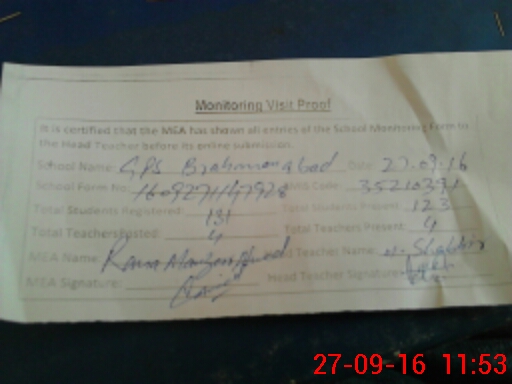 Monitoring Visit Proof
It is certified that the MEA has shown all entries of the School Monitoring Form to
the Head Teacher before its online submission.
School Name: GPS Brahmanabad Date: 27.09.16
School Form No. 1609271147928 EMIS Code: 35210391
Total Students Registered: 131 Total Students Present: 123
Total Teachers Posted: 4 Total Teachers Present: 4
MEA Name: Rana Head Teacher Name:
MEA Signature: Head Teacher Signature:
27-09-16 11:53